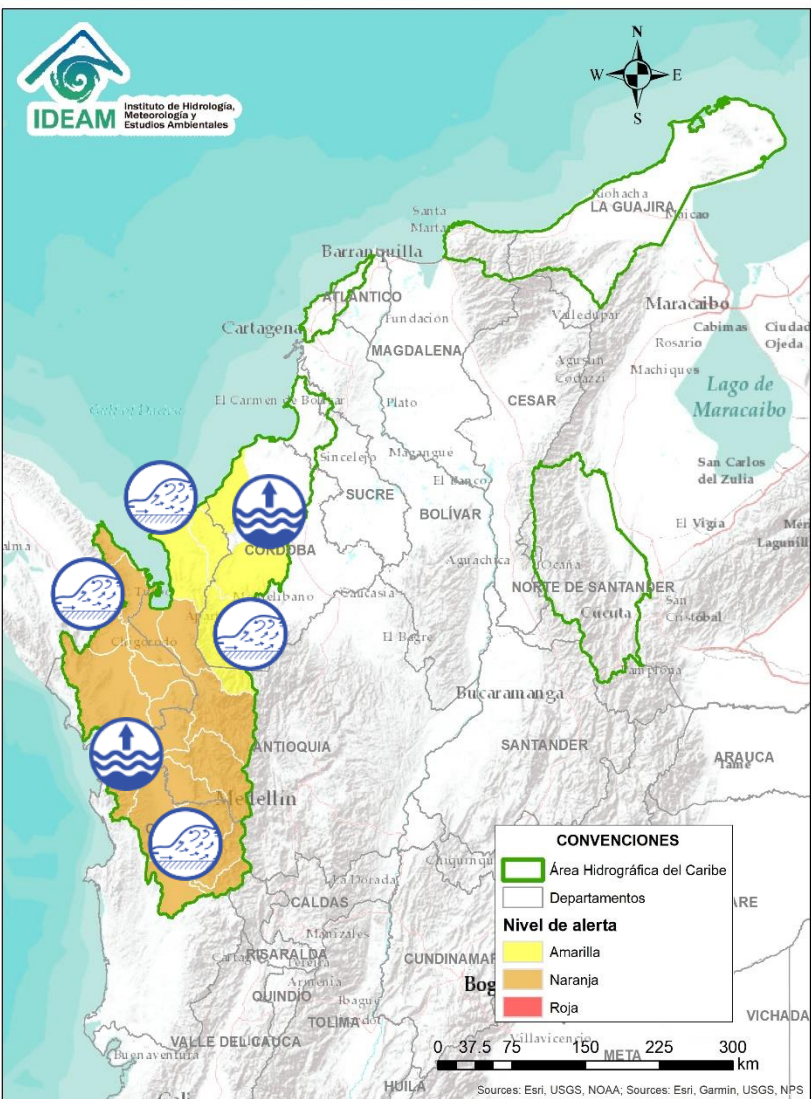 IDEAM
Instituto de Hidrología,
Meteorología y
Estudios Ambientales
N
W
E
S
Riohacha
LA GUAJIRA
Maicao
Santa
Marta
Barranquilla
ATLÁNTICO
Maracaibo
Fundación
Valledupar
Cabimas
Ciudad
Ojeda
Cartagena
Rosario
MAGDALENA
Machiques
Agustín
Codazzi
Lago de
Maracaibo
El Carmen de Bolívar
Plato
CESAR
Sincelejo
Magangué
San Carlos
del Zulia
El Banco
SUCRE
BOLÍVAR
El Vigía
CÓRDOBA
Aguachica
Ocaña
NORTE DE SANTANDER
Caucasia
Cúcuta
San
Cristóbal
Chigorodó
El Bagre
Pamplona
Bucaramanga
ANTIOQUIA
SANTANDER
ARAUCA
Tame
Medellín
CONVENCIONES
Área Hidrográfica del Caribe
Departamentos
Nivel de alerta
Amarilla
Naranja
Roja
La Dorada
CALDAS
Manizales
RISARALDA
Pereira
Armenia
QUINDÍO
Ibagué
TOLIMA
VICHADA
VALLE DEL CAUCA
Villavicencio
Buenaventura
META
0 37.5 75 150 225 300
km
HUILA
Sources: Esri, USGS, NOAA; Sources: Esri, Garmin, USGS, NPS